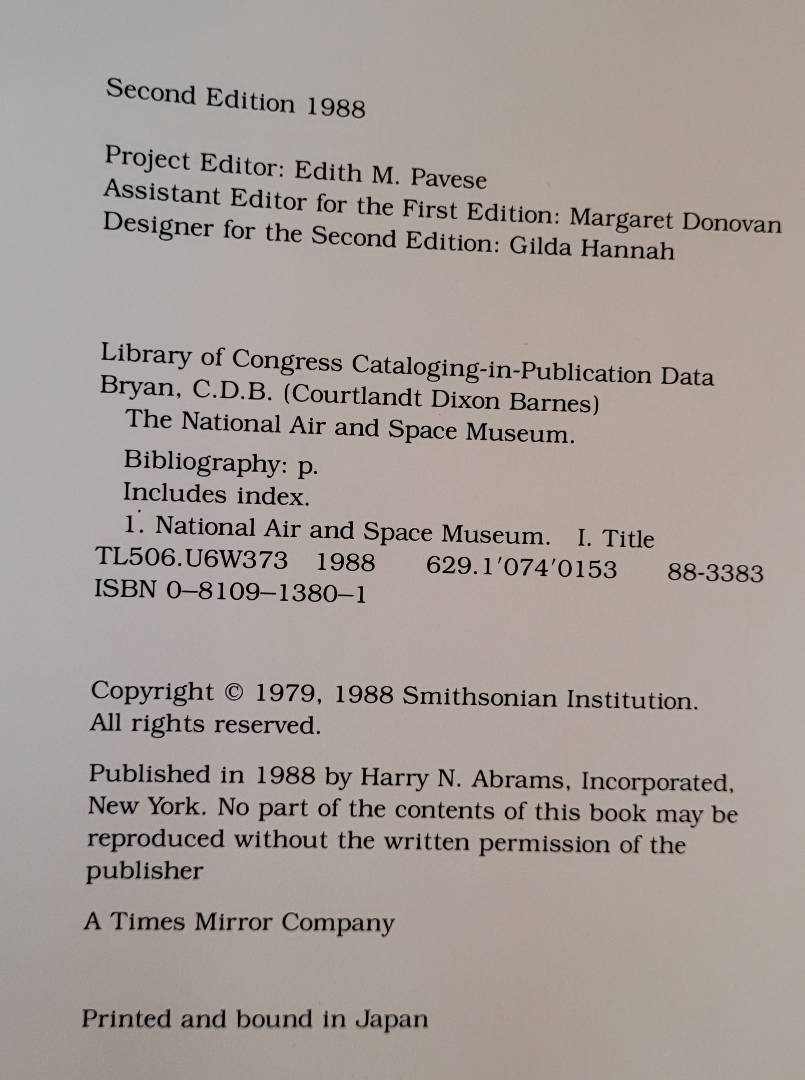 Second Edition 1988
Project Editor: Edith M. Pavese
Assistant Editor for the First Edition: Margaret Donovan
Designer for the Second Edition: Gilda Hannah
Library of Congress Cataloging-in-Publication Data
Bryan, C.D.B. (Courtlandt Dixon Barnes)
The National Air and Space Museum.
Bibliography: p.
Includes index.
1. National Air and Space Museum. I. Title
TL506.U6W373 1988 629.1′074′0153 88-3383
ISBN 0–8109–1380–1
Copyright © 1979, 1988 Smithsonian Institution.
All rights reserved.
Published in 1988 by Harry N. Abrams, Incorporated,
New York. No part of the contents of this book may be
reproduced without the written permission of the
publisher
A Times Mirror Company
Printed and bound in Japan